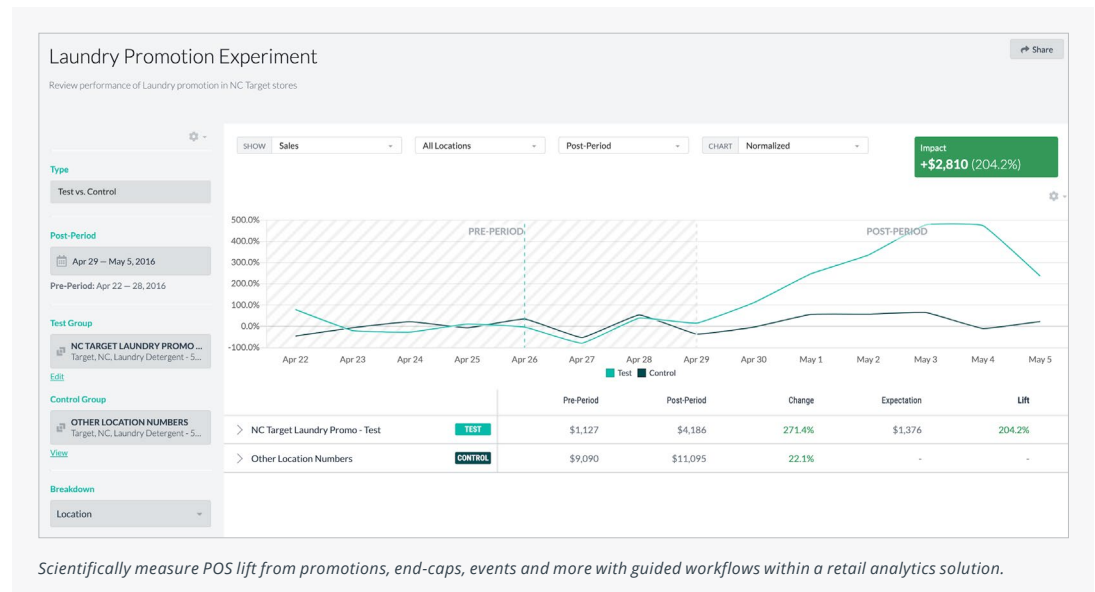 Laundry Promotion Experiment
Share
Review performance of Laundry promotion in NC Target stores
SHOW Sales
All Locations
Post-Period
CHART Normalized
Impact
+$2,810 (204.2%)
Type
Test vs. Control
Post-Period
Apr 29 — May 5, 2016
Pre-Period: Apr 22 — 28, 2016
Test Group
NC TARGET LAUNDRY PROMO ...
Target, NC, Laundry Detergent - 5...
Edit
Control Group
OTHER LOCATION NUMBERS
Target, NC, Laundry Detergent - 5...
View
Breakdown
Location
500.0%
400.0%
300.0%
200.0%
100.0%
0.0%
-100.0%
PRE-PERIOD
POST-PERIOD
Apr 22 Apr 23 Apr 24 Apr 25 Apr 26 Apr 27 Apr 28 Apr 29 Apr 30 May 1 May 2 May 3 May 4 May 5
Test Control
Pre-Period Post-Period Change Expectation Lift
NC Target Laundry Promo - Test TEST $1,127 $4,186 271.4% $1,376 204.2%
Other Location Numbers CONTROL $9,090 $11,095 22.1% - -
Scientifically measure POS lift from promotions, end-caps, events and more with guided workflows within a retail analytics solution.